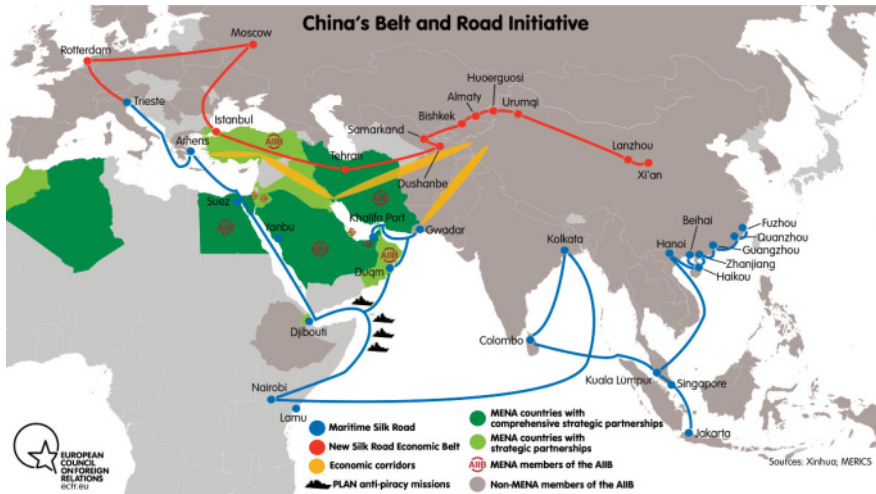 China's Belt and Road Initiative
Moscow
Rotterdam
Trieste
Istanbul
Athens
Huoerguosi
Almaty
Urumqi
Bishkek
Samarkand
Lanzhou
Xi'an
Tehran
Dushanbe
AIIB
AIIB
AIIB
AIIB
AIIB
Suez
Yanbu
Khalifa Port
Gwadar
Duqm
Djibouti
Nairobi
Lamu
Kolkata
Colombo
Hanoi
Beihai
Fuzhou
Quanzhou
Guangzhou
Zhanjiang
Haikou
Kuala Lumpur
Singapore
Jakarta
Maritime Silk Road
New Silk Road Economic Belt
Economic corridors
PLAN anti-piracy missions
MENA countries with
comprehensive strategic partnerships
MENA countries with
strategic partnerships
AIIB
MENA members of the AIIB
Non-MENA members of the AIIB
EUROPEAN
COUNCIL
ON FOREIGN
RELATIONS
ecfr.eu
Sources: Xinhua; MERICS